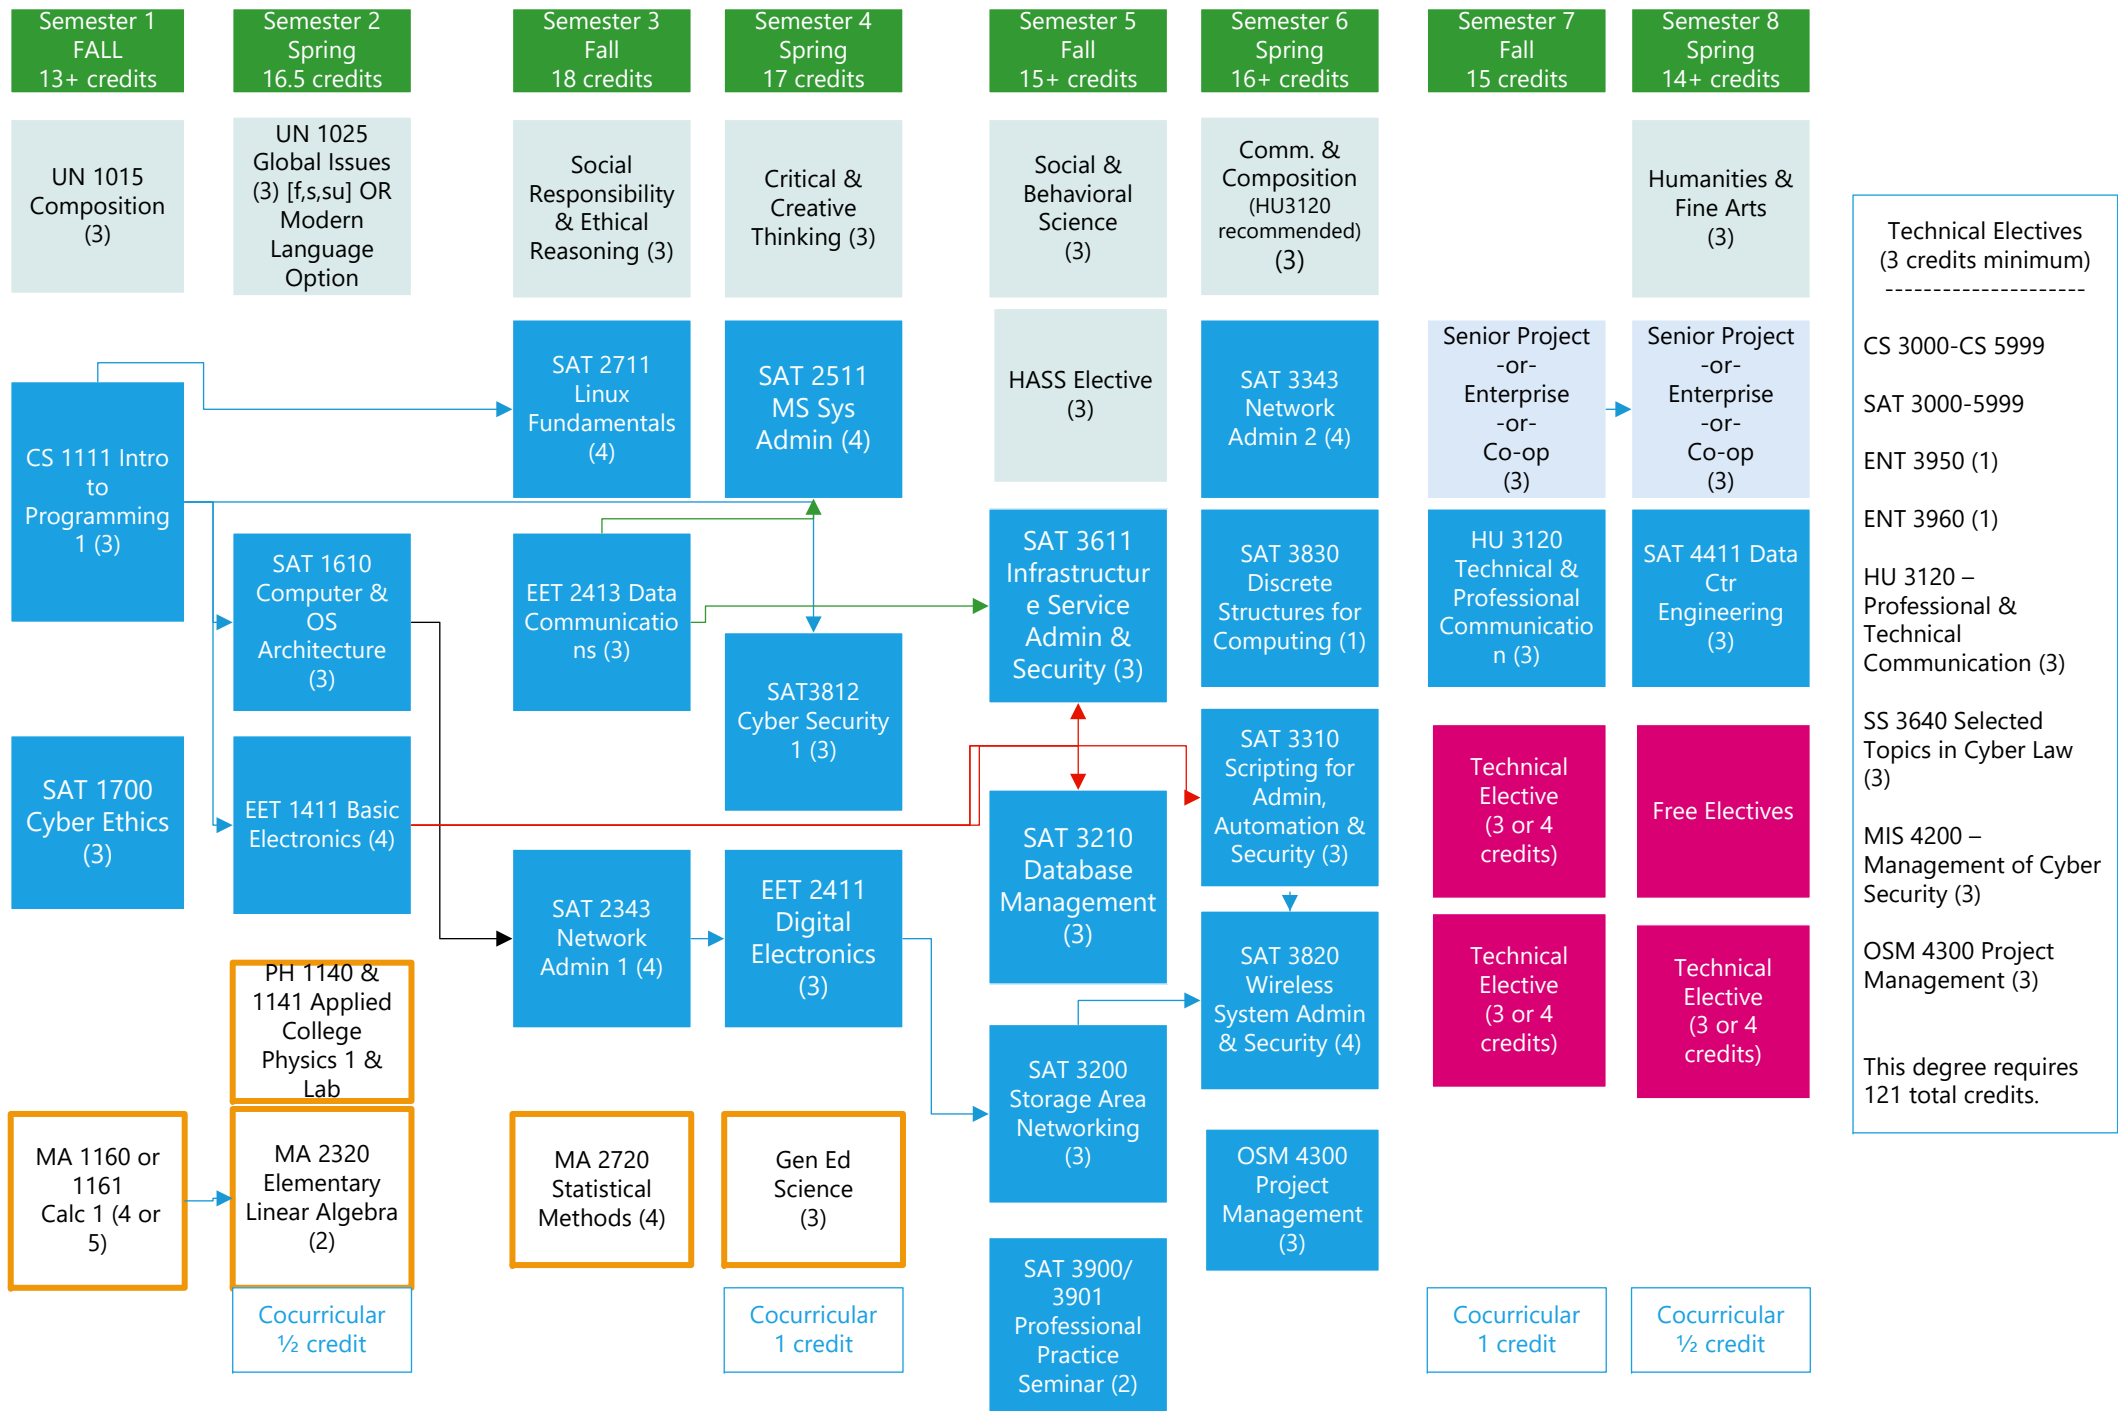 Semester 1
FALL
13+ credits
UN 1015
Composition
(3)
CS 1111 Intro
to
Programming
1 (3)
SAT 1700
Cyber Ethics
(3)
MA 1160 or
1161
Calc 1 (4 or
5)
Semester 2
Spring
16.5 credits
UN 1025
Global Issues
(3) [f,s,su] OR
Modern
Language
Option
SAT 1610
Computer &
OS
Architecture
(3)
EET 1411 Basic
Electronics (4)
PH 1140 &
1141 Applied
College
Physics 1 &
Lab
MA 2320
Elementary
Linear Algebra
(2)
Cocurricular
½ credit
Semester 3
Fall
18 credits
Social
Responsibility
& Ethical
Reasoning (3)
SAT 2711
Linux
Fundamentals
(4)
EET 2413 Data
Communicatio
ns (3)
SAT 2343
Network
Admin 1 (4)
MA 2720
Statistical
Methods (4)
Semester 4
Spring
17 credits
Critical &
Creative
Thinking (3)
SAT 2511
MS Sys
Admin (4)
SAT3812
Cyber Security
1 (3)
EET 2411
Digital
Electronics
(3)
Gen Ed
Science
(3)
Cocurricular
1 credit
Semester 5
Fall
15+ credits
Social &
Behavioral
Science
(3)
HASS Elective
(3)
SAT 3611
Infrastructur
e Service
Admin &
Security (3)
SAT 3210
Database
Management
(3)
SAT 3200
Storage Area
Networking
(3)
SAT 3900/
3901
Professional
Practice
Seminar (2)
Semester 6
Spring
16+ credits
Comm. &
Composition
(HU3120
recommended)
(3)
SAT 3343
Network
Admin 2 (4)
SAT 3830
Discrete
Structures for
Computing (1)
SAT 3310
Scripting for
Admin,
Automation &
Security (3)
SAT 3820
Wireless
System Admin
& Security (4)
OSM 4300
Project
Management
(3)
Semester 7
Fall
15 credits
Senior Project
-or-
Enterprise
-or-
Co-op
(3)
HU 3120
Technical &
Professional
Communicatio
n (3)
Technical
Elective
(3 or 4
credits)
Technical
Elective
(3 or 4
credits)
Cocurricular
1 credit
Semester 8
Spring
14+ credits
Humanities &
Fine Arts
(3)
Senior Project
-or-
Enterprise
-or-
Co-op
(3)
SAT 4411 Data
Ctr
Engineering
(3)
Free Electives
Technical
Elective
(3 or 4
credits)
Cocurricular
½ credit
Technical Electives
(3 credits minimum)
---------------------
CS 3000-CS 5999
SAT 3000-5999
ENT 3950 (1)
ENT 3960 (1)
HU 3120 –
Professional &
Technical
Communication (3)
SS 3640 Selected
Topics in Cyber Law
(3)
MIS 4200 –
Management of Cyber
Security (3)
OSM 4300 Project
Management (3)
This degree requires
121 total credits.